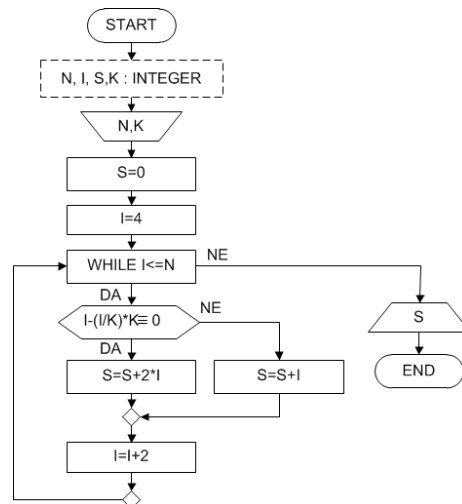 START
N, I, S,K : INTEGER
N,K
S=0
I=4
WHILE I<=N
NE
DA
I-(I/K)*K≡ 0
NE
DA
S=S+2*I
S=S+I
I=I+2
S
END